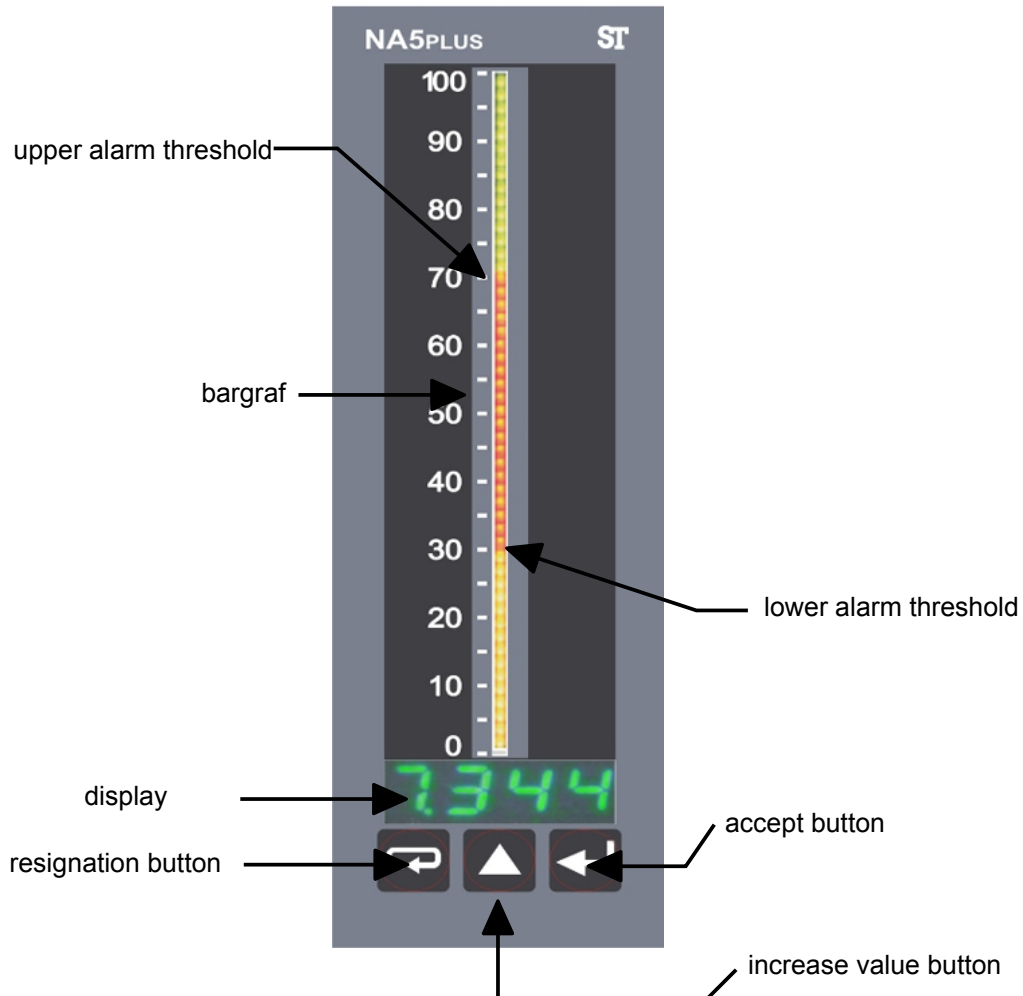 NA5PLUS ST
100
90
upper alarm threshold
80
70
60
bargraf
50
40
30
lower alarm threshold
20
10
0
7.344
display
accept button
resignation button
increase value button